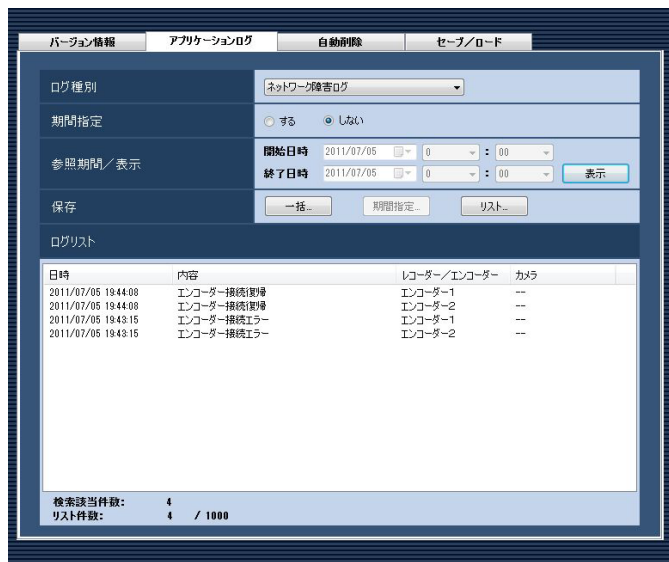 バージョン情報 アプリケーションログ 自動削除 セーブ/ロード
ログ種別 ネットワーク障害ログ
期間指定 する しない
参照期間/表示 開始日時 2011/07/05 0 : 00
終了日時 2011/07/05 0 : 00 表示
保存 一括... 期間指定... リスト...
ログリスト
日時 内容 レコーダー/エンコーダー カメラ
2011/07/05 19:44:08 エンコーダー接続復帰 エンコーダー1 --
2011/07/05 19:44:08 エンコーダー接続復帰 エンコーダー2 --
2011/07/05 19:43:15 エンコーダー接続エラー エンコーダー1 --
2011/07/05 19:43:15 エンコーダー接続エラー エンコーダー2 --
検索該当件数: 4
リスト件数: 4 / 1000